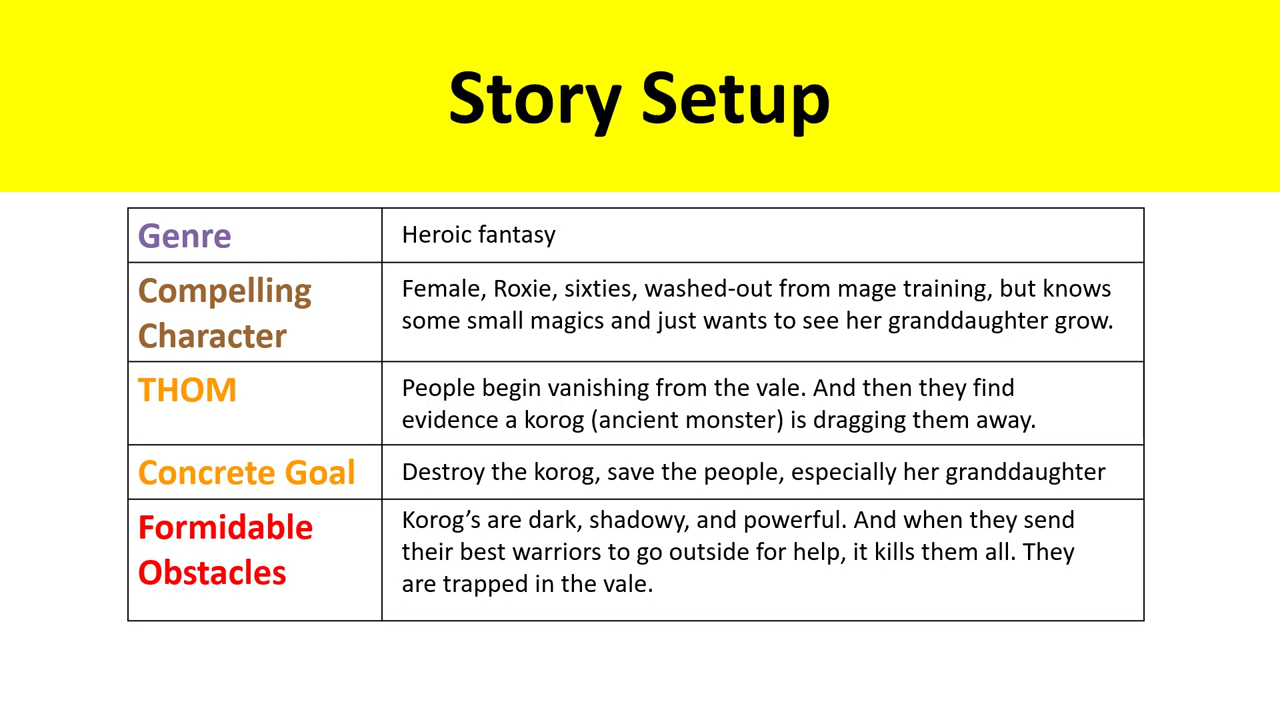 Story Setup
Genre
Heroic fantasy
Compelling
Character
Female, Roxie, sixties, washed-out from mage training, but knows
some small magics and just wants to see her granddaughter grow.
THOM
People begin vanishing from the vale. And then they find
evidence a korog (ancient monster) is dragging them away.
Concrete Goal
Destroy the korog, save the people, especially her granddaughter
Formidable
Obstacles
Korog’s are dark, shadowy, and powerful. And when they send
their best warriors to go outside for help, it kills them all. They
are trapped in the vale.